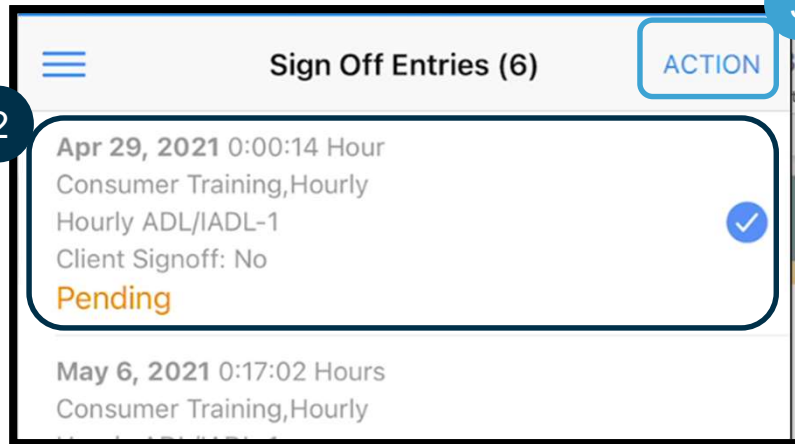 Sign Off Entries (6)
ACTION
2
Apr 29, 2021 0:00:14 Hour
Consumer Training,Hourly
Hourly ADL/IADL-1
Client Signoff: No
Pending
May 6, 2021 0:17:02 Hours
Consumer Training,Hourly